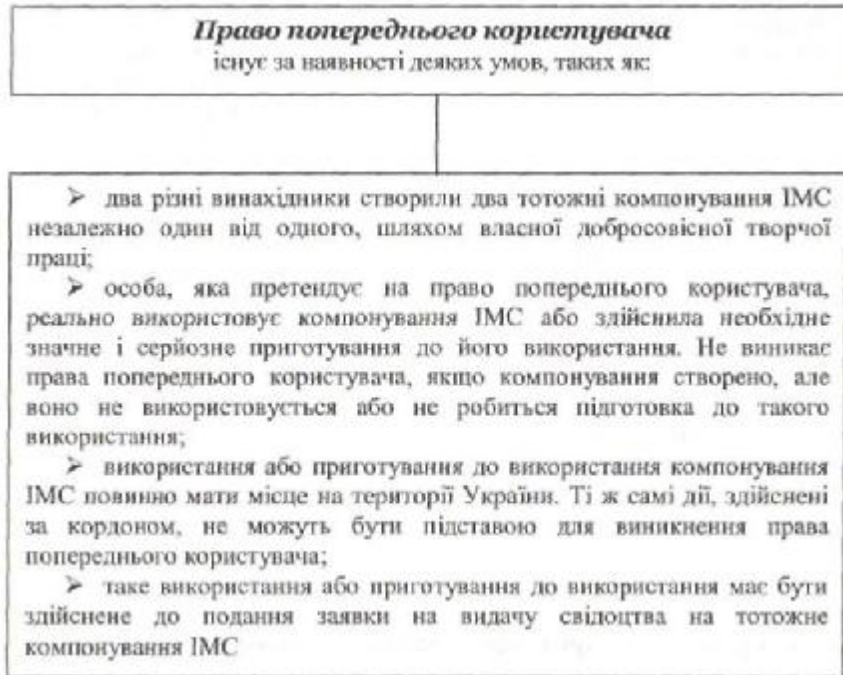 Право попереднього користувача
існує за наявності деяких умов, таких як:
➢ два різні винахідники створили два тотожні компонування ІМС
незалежно один від одного, шляхом власної добросовісної творчої
праці;
➢ особа, яка претендує на право попереднього користувача,
реально використовує компонування ІМС або здійснила необхідне
значне і серйозне приготування до його використання. Не виникає
права попереднього користувача, якщо компонування створено, але
воно не використовується або не робиться підготовка до такого
використання;
➢ використання або приготування до використання компонування
ІМС повинно мати місце на території України. Ті ж самі дії, здійснені
за кордоном, не можуть бути підставою для виникнення права
попереднього користувача;
➢ таке використання або приготування до використання має бути
здійснене до подання заявки на видачу свідоцтва на тотожне
компонування ІМС